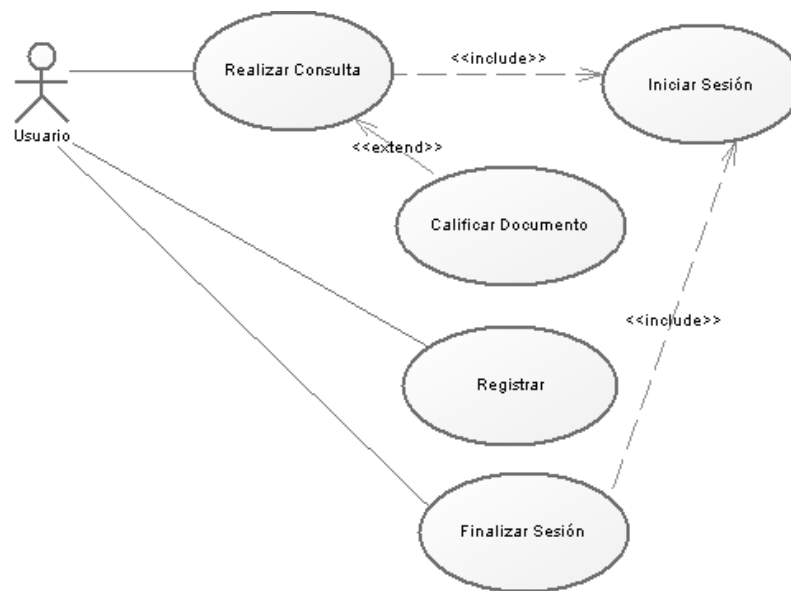 Realizar Consulta
<<include>>
Iniciar Sesión
Usuario
<<extend>>
Calificar Documento
<<include>>
Registrar
Finalizar Sesión